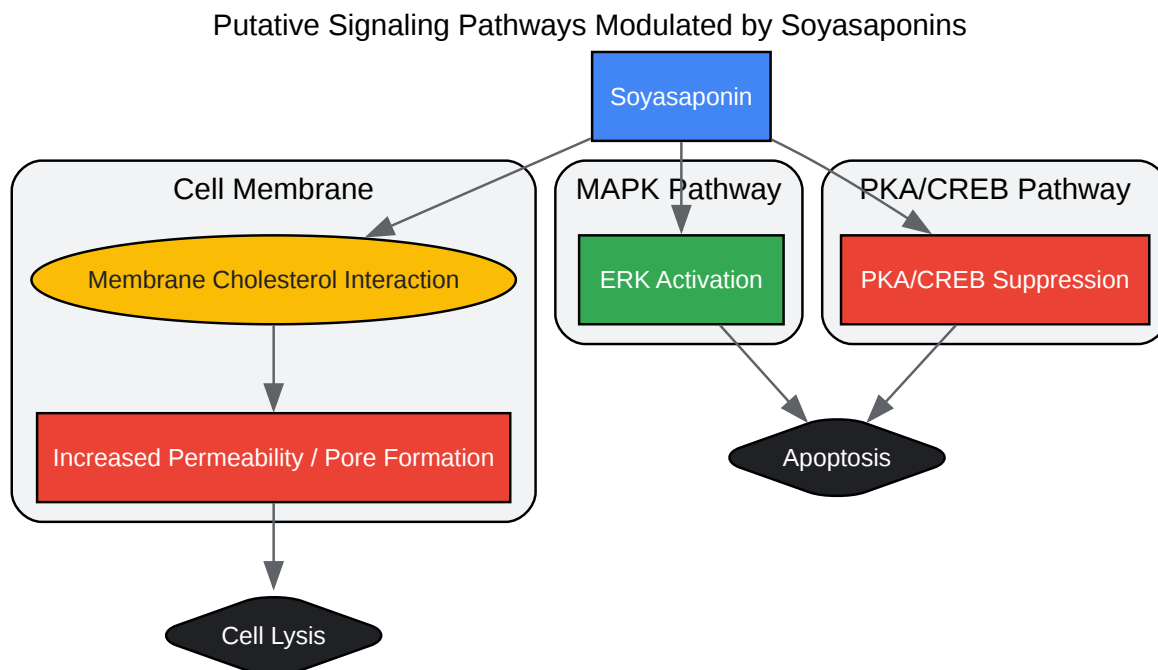 Putative Signaling Pathways Modulated by Soyasaponins
Soyasaponin
Cell Membrane
MAPK Pathway
PKA/CREB Pathway
Membrane Cholesterol Interaction
ERK Activation
PKA/CREB Suppression
Increased Permeability / Pore Formation
Apoptosis
Cell Lysis